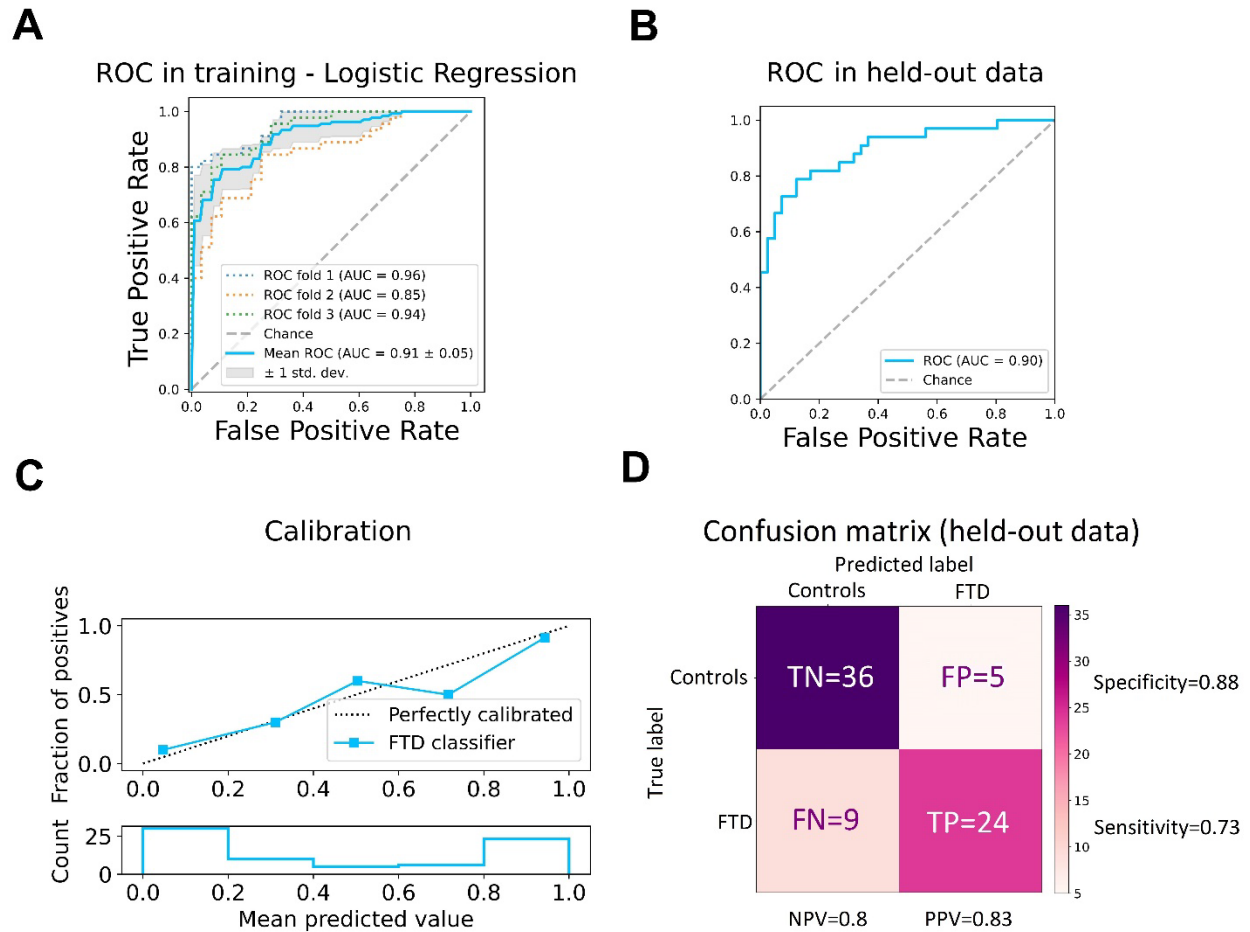 A
ROC in training - Logistic Regression
True Positive Rate
1.0
0.8
0.6
0.4
0.2
0.0
ROC fold 1 (AUC = 0.96)
ROC fold 2 (AUC = 0.85)
ROC fold 3 (AUC = 0.94)
Chance
Mean ROC (AUC = 0.91 ± 0.05)
± 1 std. dev.
0.0 0.2 0.4 0.6 0.8 1.0
False Positive Rate
B
ROC in held-out data
1.0
0.8
0.6
0.4
0.2
0.0
ROC (AUC = 0.90)
Chance
0.0 0.2 0.4 0.6 0.8 1.0
False Positive Rate
C
Calibration
Fraction of positives
1.0
0.5
0.0
Perfectly calibrated
FTD classifier
0.0 0.2 0.4 0.6 0.8 1.0
Count
25
0
0.0 0.2 0.4 0.6 0.8 1.0
Mean predicted value
D
Confusion matrix (held-out data)
Predicted label
Controls FTD
True label
Controls
TN=36 FP=5
Specificity=0.88
FTD
FN=9 TP=24
Sensitivity=0.73
35
30
25
20
15
10
5
NPV=0.8 PPV=0.83